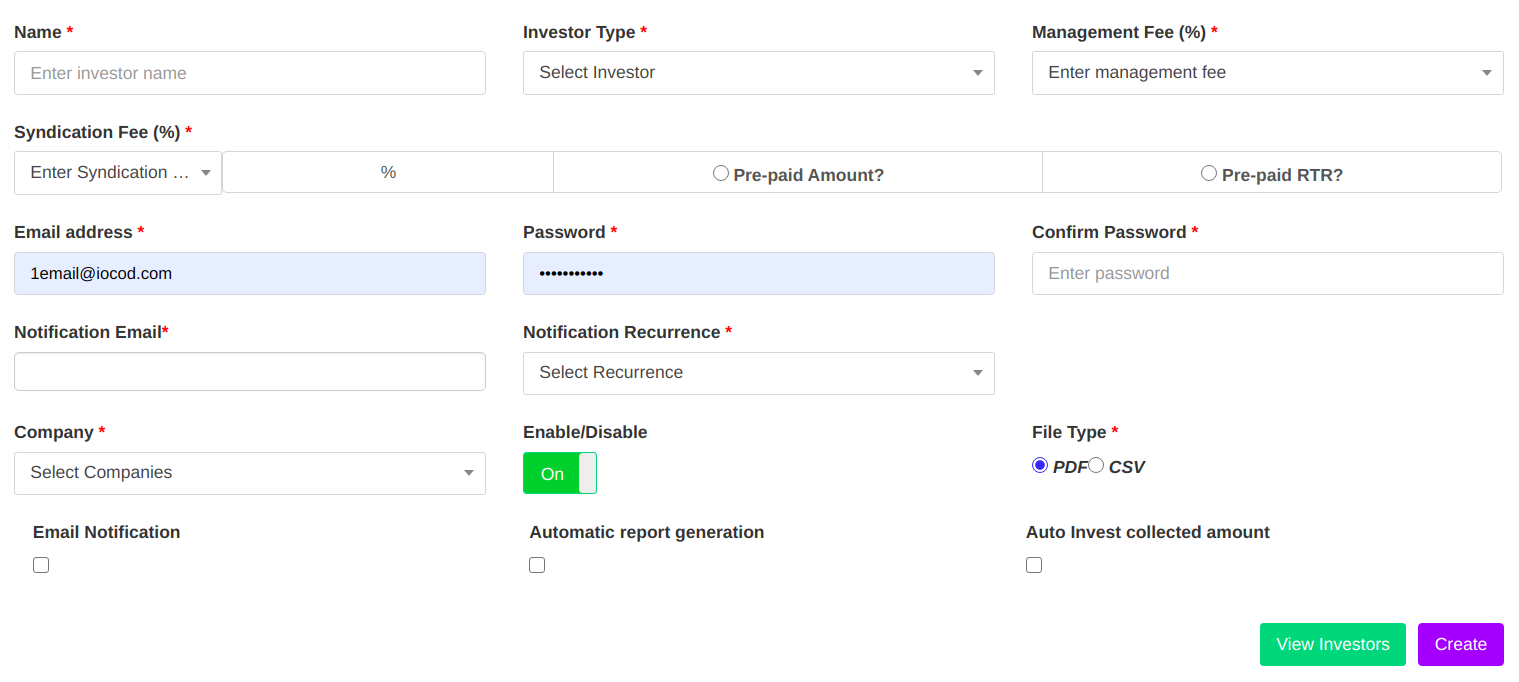 Name * Investor Type * Management Fee (%) *
Enter investor name Select Investor Enter management fee
Syndication Fee (%) *
Enter Syndication … % Pre-paid Amount? Pre-paid RTR?
Email address * Password * Confirm Password *
1email@iocod.com ••••••••••• Enter password
Notification Email* Notification Recurrence *
Select Recurrence
Company * Enable/Disable File Type *
Select Companies On PDF CSV
Email Notification Automatic report generation Auto Invest collected amount
View Investors Create